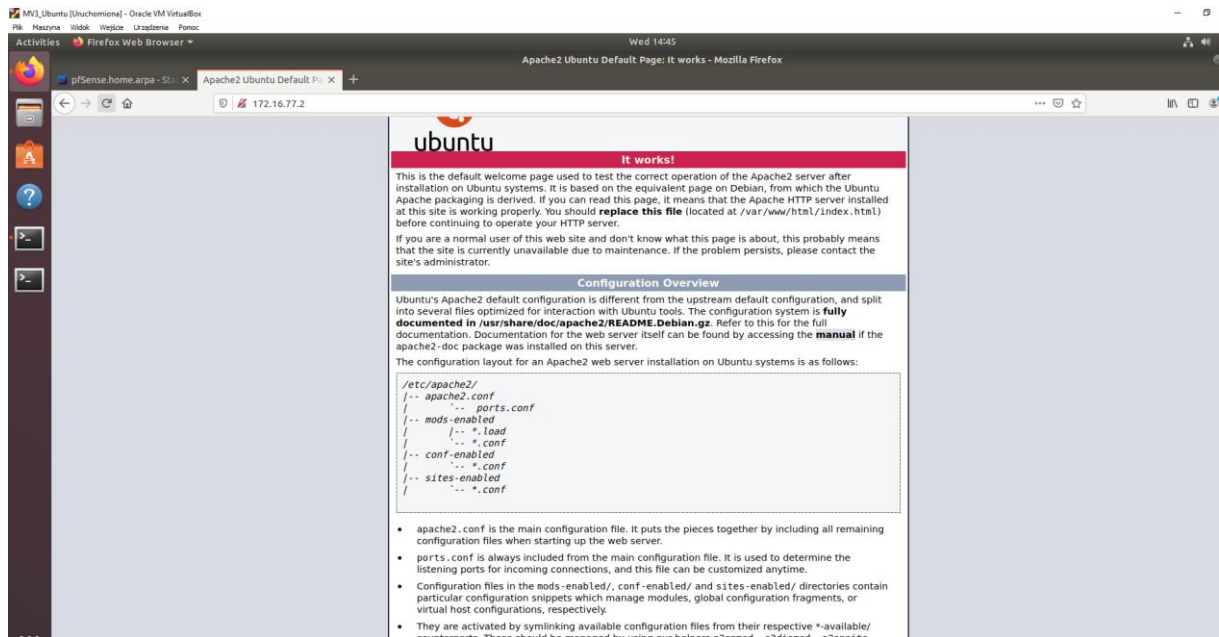 MV3_Ubuntu [Uruchomiona] - Oracle VM VirtualBox
Plik Maszyna Widok Wejście Urządzenia Pomoc
Activities Firefox Web Browser Wed 14:45
Apache2 Ubuntu Default Page: It works - Mozilla Firefox
pfSense.home.arpa - Sta Apache2 Ubuntu Default Pa
172.16.77.2
ubuntu
It works!
This is the default welcome page used to test the correct operation of the Apache2 server after
installation on Ubuntu systems. It is based on the equivalent page on Debian, from which the Ubuntu
Apache packaging is derived. If you can read this page, it means that the Apache HTTP server installed
at this site is working properly. You should replace this file (located at /var/www/html/index.html)
before continuing to operate your HTTP server.
If you are a normal user of this web site and don't know what this page is about, this probably means
that the site is currently unavailable due to maintenance. If the problem persists, please contact the
site's administrator.
Configuration Overview
Ubuntu's Apache2 default configuration is different from the upstream default configuration, and split
into several files optimized for interaction with Ubuntu tools. The configuration system is fully
documented in /usr/share/doc/apache2/README.Debian.gz. Refer to this for the full
documentation. Documentation for the web server itself can be found by accessing the manual if the
apache2-doc package was installed on this server.
The configuration layout for an Apache2 web server installation on Ubuntu systems is as follows:
/etc/apache2/
|-- apache2.conf
| `-- ports.conf
|-- mods-enabled
| |-- *.load
| `-- *.conf
|-- conf-enabled
| `-- *.conf
|-- sites-enabled
| `-- *.conf
• apache2.conf is the main configuration file. It puts the pieces together by including all remaining
configuration files when starting up the web server.
• ports.conf is always included from the main configuration file. It is used to determine the
listening ports for incoming connections, and this file can be customized anytime.
• Configuration files in the mods-enabled/, conf-enabled/ and sites-enabled/ directories contain
particular configuration snippets which manage modules, global configuration fragments, or
virtual host configurations, respectively.
• They are activated by symlinking available configuration files from their respective *-available/